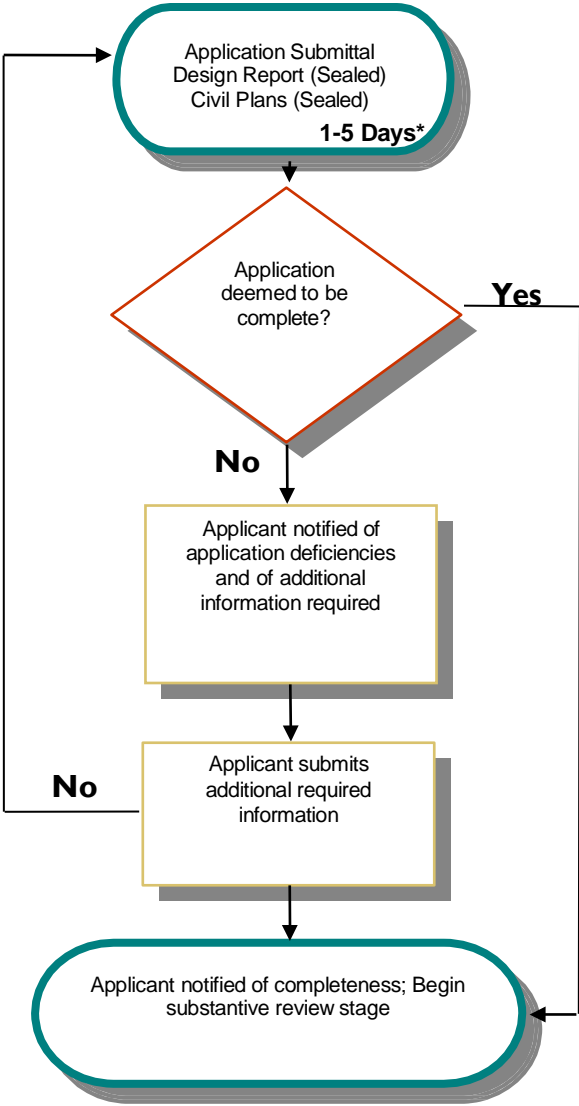 Application Submittal
Design Report (Sealed)
Civil Plans (Sealed)
1-5 Days*
Application
deemed to be
complete?
Yes
No
Applicant notified of
application deficiencies
and of additional
information required
Applicant submits
additional required
information
No
Applicant notified of completeness; Begin
substantive review stage